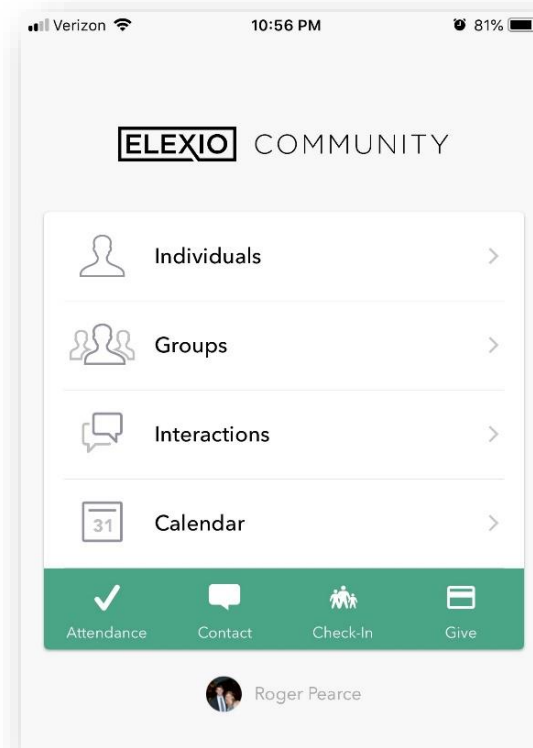 Verizon 10:56 PM 81%
ELEXIO COMMUNITY
Individuals
Groups
Interactions
31 Calendar
Attendance Contact Check-In Give
Roger Pearce